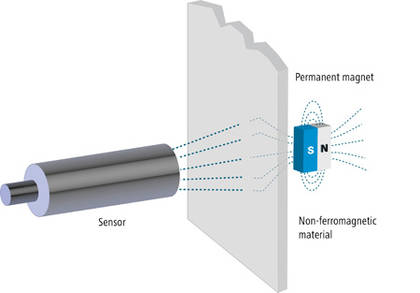 Permanent magnet
S N
Sensor
Non-ferromagnetic
material